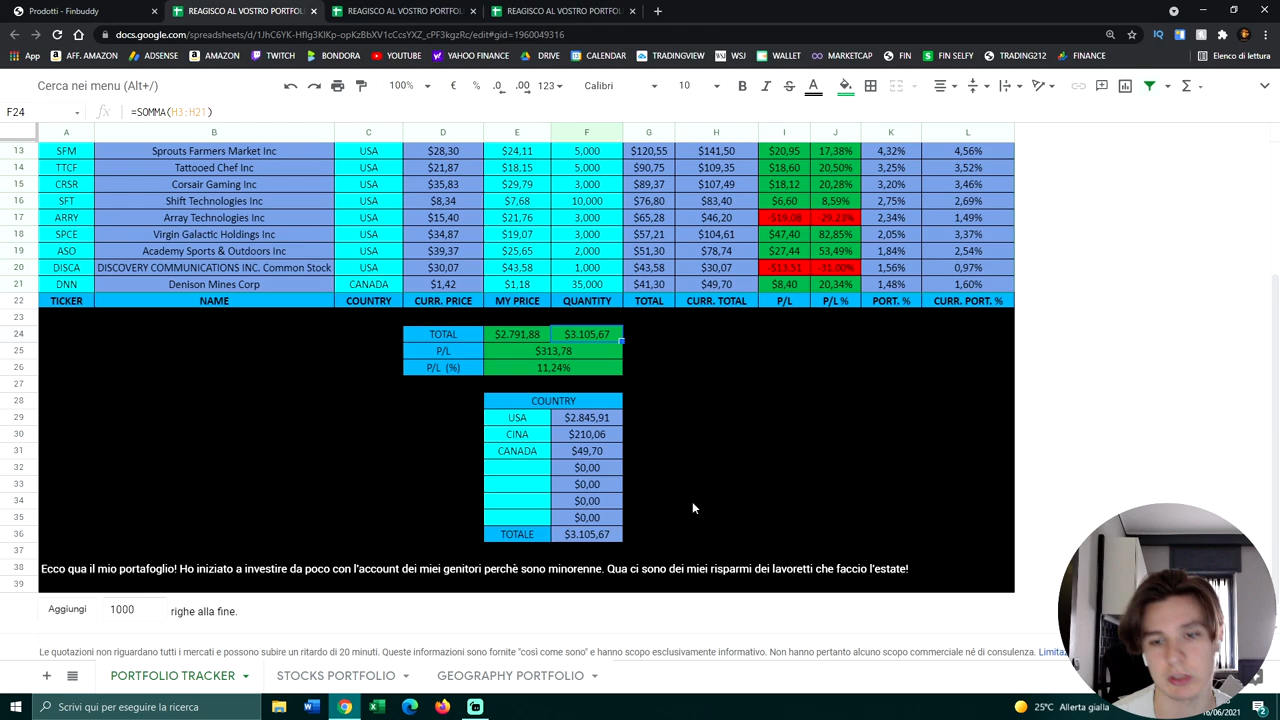 Prodotti - Finbuddy
REAGISCO AL VOSTRO PORTFOLI
REAGISCO AL VOSTRO PORTFOL
REAGISCO AL VOSTRO PORTFOL
App AFF. AMAZON ADSENSE AMAZON TWITCH BONDORA YOUTUBE YAHOO FINANCE DRIVE CALENDAR TRADINGVIEW WSJ WALLET MARKETCAP FIN FIN SELFY TRADING212 FINANCE Elenco di lettura
Cerca nei menu (Alt+/)
100% € % .0 .00 123 Calibri 10 B I S A
F24 fx =SOMMA(H3:H21)
A B C D E F G H I J K L
13 SFM Sprouts Farmers Market Inc USA $28,30 $24,11 5,000 $120,55 $141,50 $20,95 17,38% 4,32% 4,56%
14 TTCF Tattooed Chef Inc USA $21,87 $18,15 5,000 $90,75 $109,35 $18,60 20,50% 3,25% 3,52%
15 CRSR Corsair Gaming Inc USA $35,83 $29,79 3,000 $89,37 $107,49 $18,12 20,28% 3,20% 3,46%
16 SFT Shift Technologies Inc USA $8,34 $7,68 10,000 $76,80 $83,40 $6,60 8,59% 2,75% 2,69%
17 ARRY Array Technologies Inc USA $15,40 $21,76 3,000 $65,28 $46,20 -$19,08 -29,23% 2,34% 1,49%
18 SPCE Virgin Galactic Holdings Inc USA $34,87 $19,07 3,000 $57,21 $104,61 $47,40 82,85% 2,05% 3,37%
19 ASO Academy Sports & Outdoors Inc USA $39,37 $25,65 2,000 $51,30 $78,74 $27,44 53,49% 1,84% 2,54%
20 DISCA DISCOVERY COMMUNICATIONS INC. Common Stock USA $30,07 $43,58 1,000 $43,58 $30,07 -$13,51 -31,00% 1,56% 0,97%
21 DNN Denison Mines Corp CANADA $1,42 $1,18 35,000 $41,30 $49,70 $8,40 20,34% 1,48% 1,60%
22 TICKER NAME COUNTRY CURR. PRICE MY PRICE QUANTITY TOTAL CURR. TOTAL P/L P/L % PORT. % CURR. PORT. %
23
24 TOTAL $2.791,88 $3.105,67
25 P/L $313,78
26 P/L (%) 11,24%
27
28 COUNTRY
29 USA $2.845,91
30 CINA $210,06
31 CANADA $49,70
32 $0,00
33 $0,00
34 $0,00
35 $0,00
36 TOTALE $3.105,67
37
38 Ecco qua il mio portafoglio! Ho iniziato a investire da poco con l'account dei miei genitori perchè sono minorenne. Qua ci sono dei miei risparmi dei lavoretti che faccio l'estate!
39
Aggiungi 1000 righe alla fine.
Le quotazioni non riguardano tutti i mercati e possono subire un ritardo di 20 minuti. Queste informazioni sono fornite "così come sono" e hanno scopo esclusivamente informativo. Non hanno pertanto alcuno scopo commerciale né di consulenza. Limitaz
PORTFOLIO TRACKER STOCKS PORTFOLIO GEOGRAPHY PORTFOLIO
Scrivi qui per eseguire la ricerca
25°C Allerta gialla
16/06/2021 2